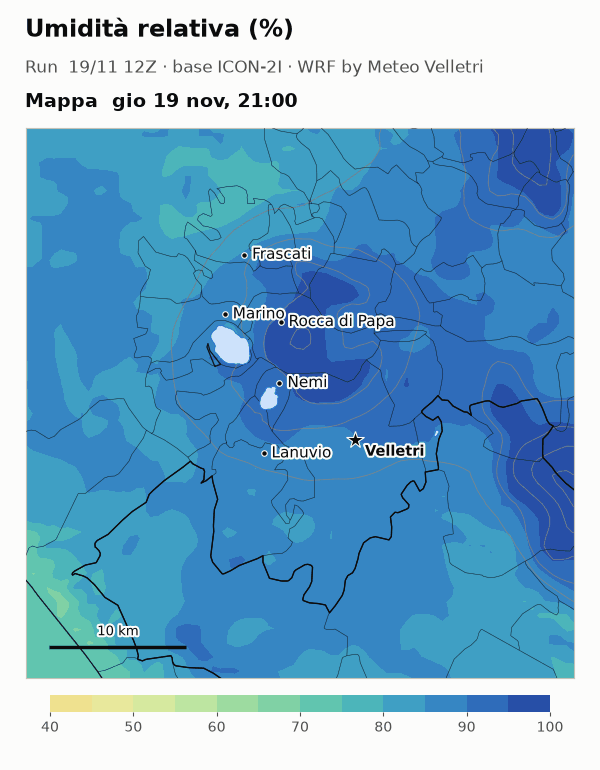 Umidità relativa (%)
Run  19/11 12Z · base ICON-2I · WRF by Meteo Velletri
Mappa  gio 19 nov, 21:00
Frascati
Marino
Rocca di Papa
Nemi
Velletri
Lanuvio
10 km
40 50 60 70 80 90 100